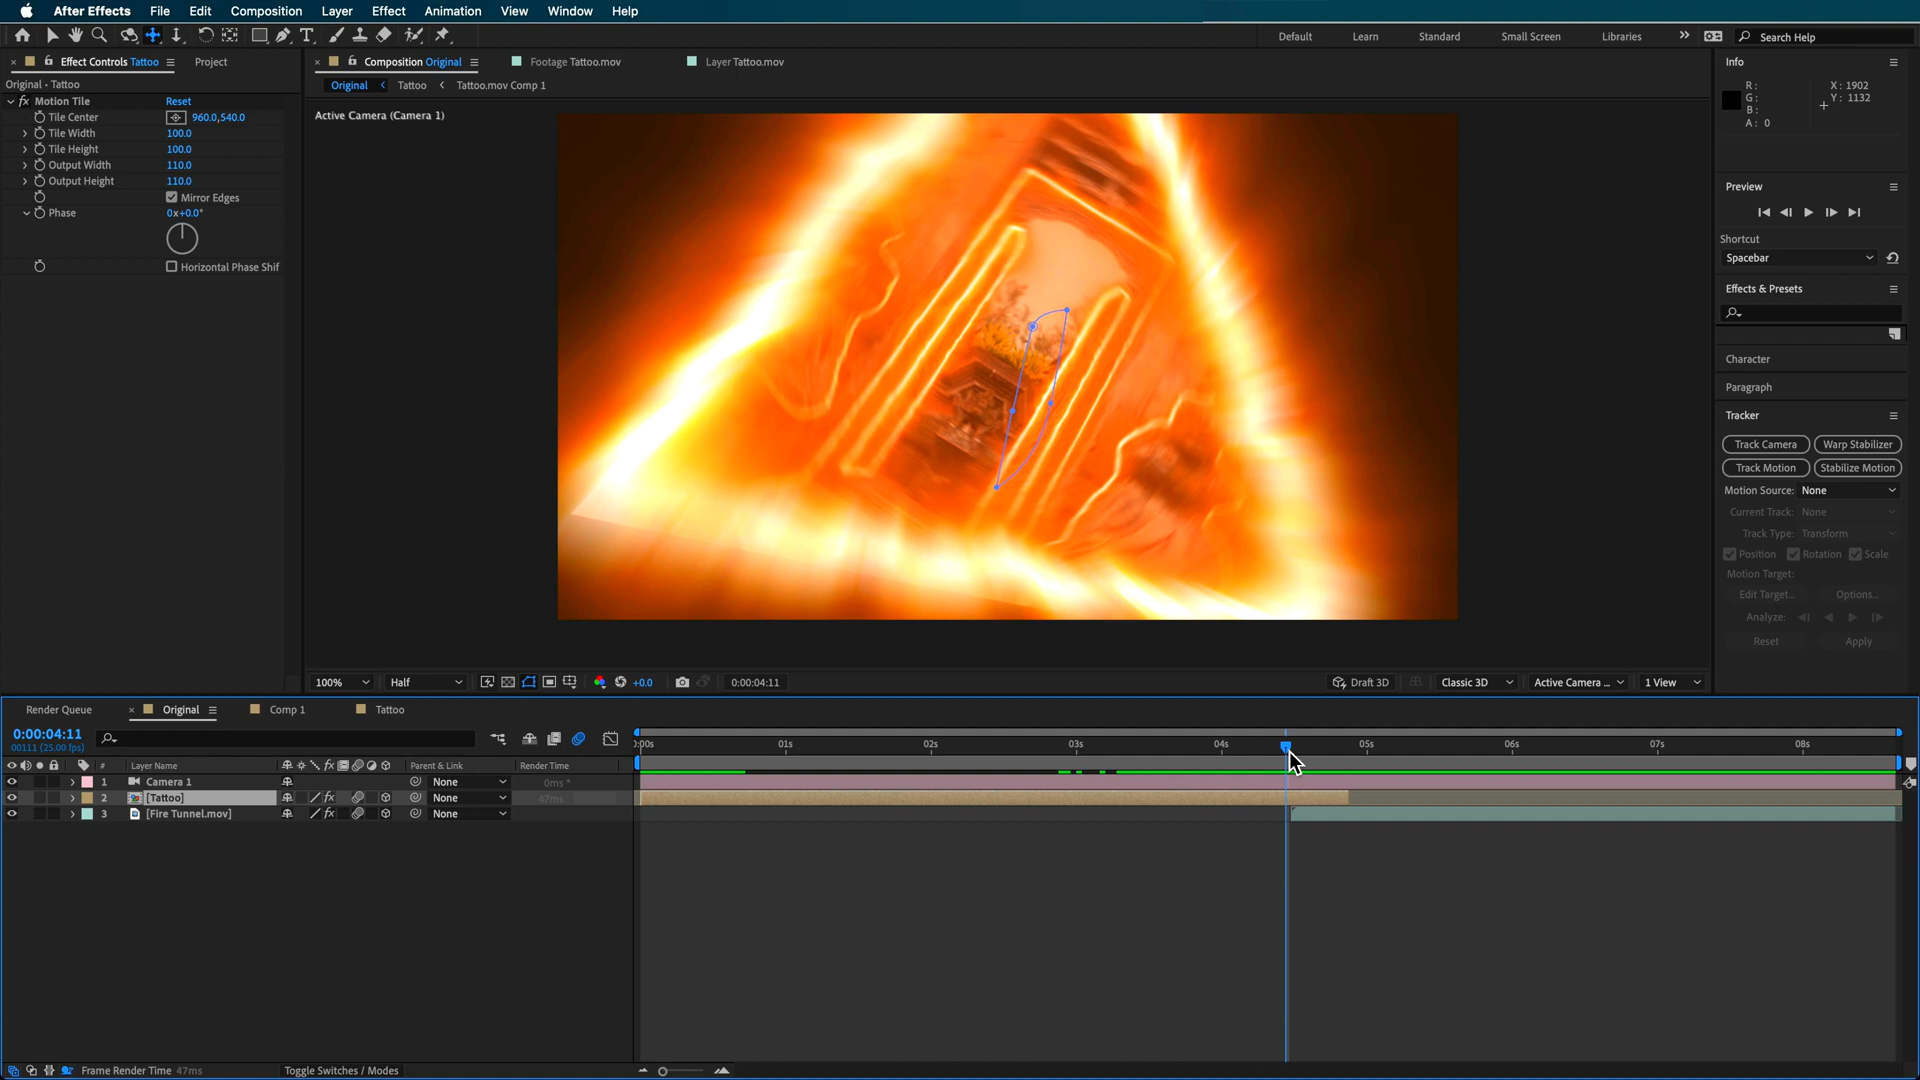 After Effects File Edit Composition Layer Effect Animation View Window Help
Default Learn Standard Small Screen Libraries Search Help
Effect Controls Tattoo Project
Original • Tattoo
fx Motion Tile Reset
Tile Center 960.0,540.0
Tile Width 100.0
Tile Height 100.0
Output Width 110.0
Output Height 110.0
Mirror Edges
Phase 0x+0.0°
Horizontal Phase Shif
Composition Original Footage Tattoo.mov Layer Tattoo.mov
Original Tattoo Tattoo.mov Comp 1
Active Camera (Camera 1)
100% Half +0.0 0:00:04:11 Draft 3D Classic 3D Active Camera ... 1 View
Info
R: X: 1902
G: Y: 1132
B:
A: 0
Preview
Shortcut
Spacebar
Effects & Presets
Character
Paragraph
Tracker
Track Camera Warp Stabilizer
Track Motion Stabilize Motion
Motion Source: None
Current Track: None
Track Type: Transform
Position Rotation Scale
Motion Target:
Edit Target... Options...
Analyze:
Reset Apply
Render Queue Original Comp 1 Tattoo
0:00:04:11
00111 (25.00 fps)
:00s 01s 02s 03s 04s 05s 06s 07s 08s
# Layer Name fx Parent & Link Render Time
1 Camera 1 None 0ms *
2 [Tattoo] fx None 47ms
3 [Fire Tunnel.mov] fx None
Frame Render Time 47ms Toggle Switches / Modes